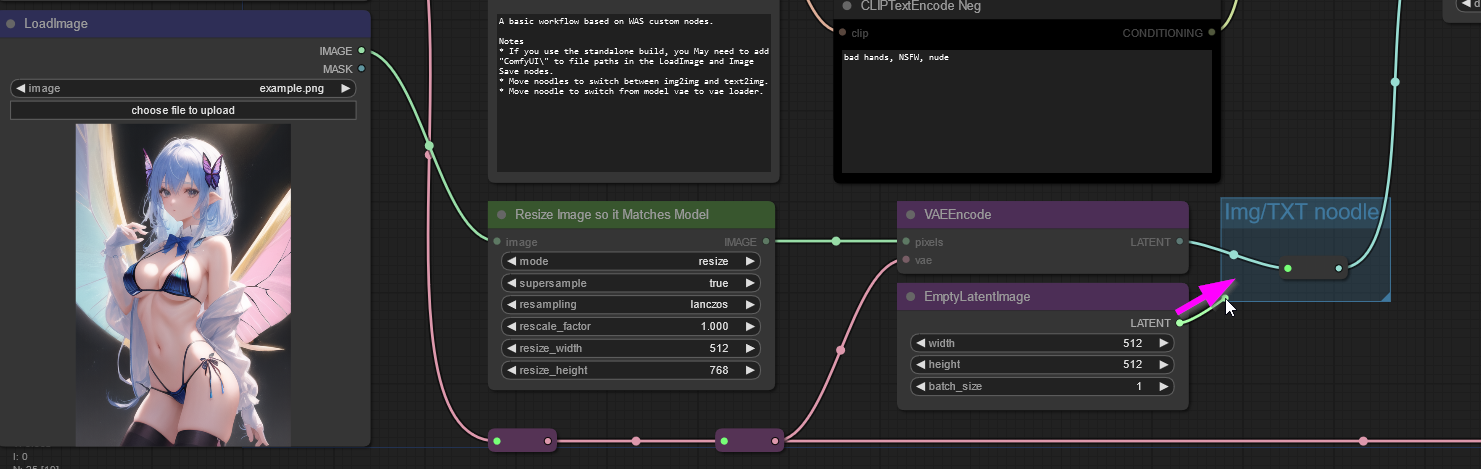 LoadImage
IMAGE
MASK
image example.png
choose file to upload
I: 0
A basic workflow based on WAS custom nodes.
Notes
* If you use the standalone build, you May need to add
"ComfyUI\" to file paths in the LoadImage and Image
Save nodes.
* Move noodles to switch between img2img and text2img.
* Move noodle to switch from model vae to vae loader.
CLIPTextEncode Neg
clip CONDITIONING
bad hands, NSFW, nude
Resize Image so it Matches Model
image IMAGE
mode resize
supersample true
resampling lanczos
rescale_factor 1.000
resize_width 512
resize_height 768
VAEEncode
pixels LATENT
vae
EmptyLatentImage
LATENT
width 512
height 512
batch_size 1
Img/TXT noodle